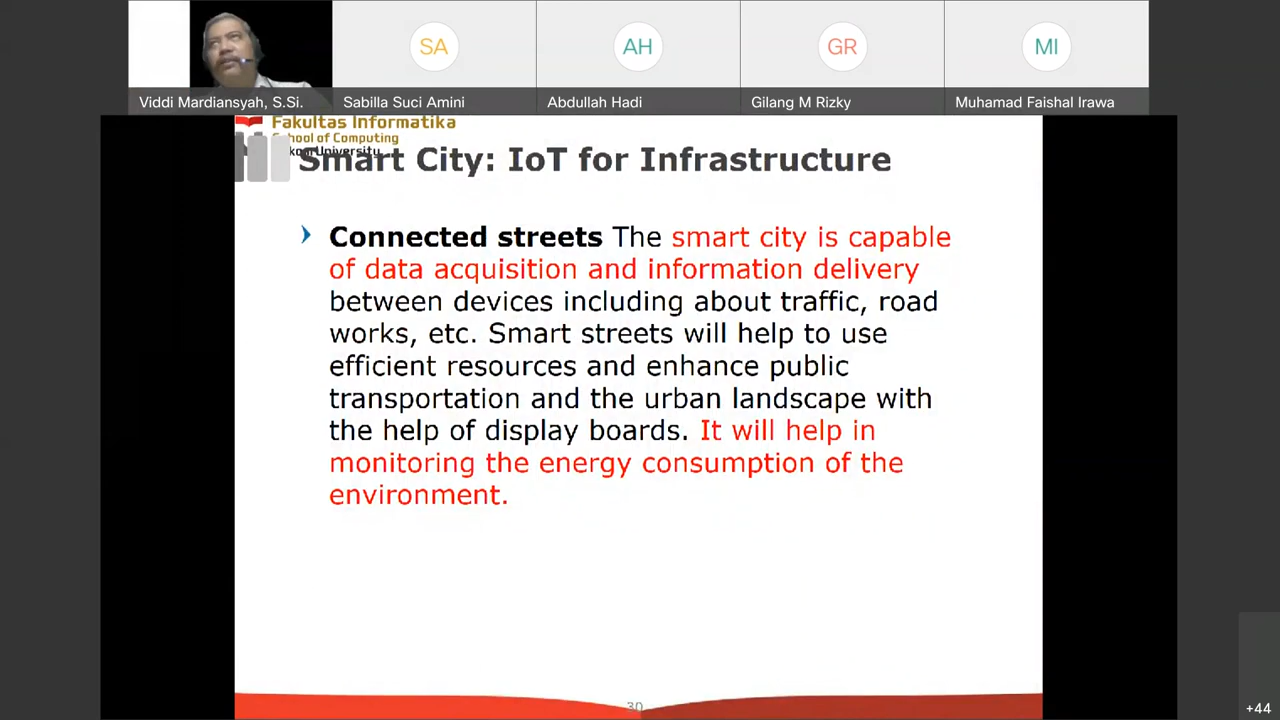 SA
AH
GR
MI
Viddi Mardiansyah, S.Si.
Sabilla Suci Amini
Abdullah Hadi
Gilang M Rizky
Muhamad Faishal Irawa
Fakultas Informatika
School of Computing
kom University
Smart City: IoT for Infrastructure
Connected streets The smart city is capable
of data acquisition and information delivery
between devices including about traffic, road
works, etc. Smart streets will help to use
efficient resources and enhance public
transportation and the urban landscape with
the help of display boards. It will help in
monitoring the energy consumption of the
environment.
30
+44